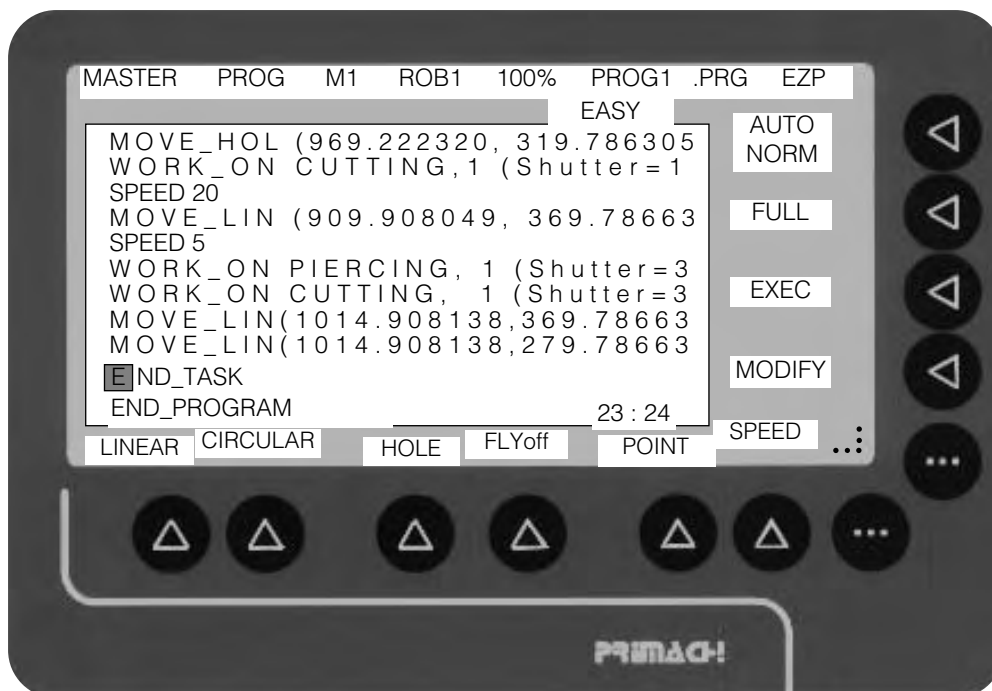 MASTER PROG M1 ROB1 100% PROG1 .PRG EZP
EASY
AUTO
NORM
MOVE_HOL (969.222320, 319.786305
WORK_ON CUTTING,1 (Shutter=1
SPEED 20
MOVE_LIN (909.908049, 369.78663
FULL
SPEED 5
WORK_ON PIERCING, 1 (Shutter=3
WORK_ON CUTTING, 1 (Shutter=3
EXEC
MOVE_LIN(1014.908138,369.78663
MOVE_LIN(1014.908138,279.78663
END_TASK
MODIFY
END_PROGRAM 23 : 24
LINEAR CIRCULAR HOLE FLYoff POINT SPEED
PRIMACH